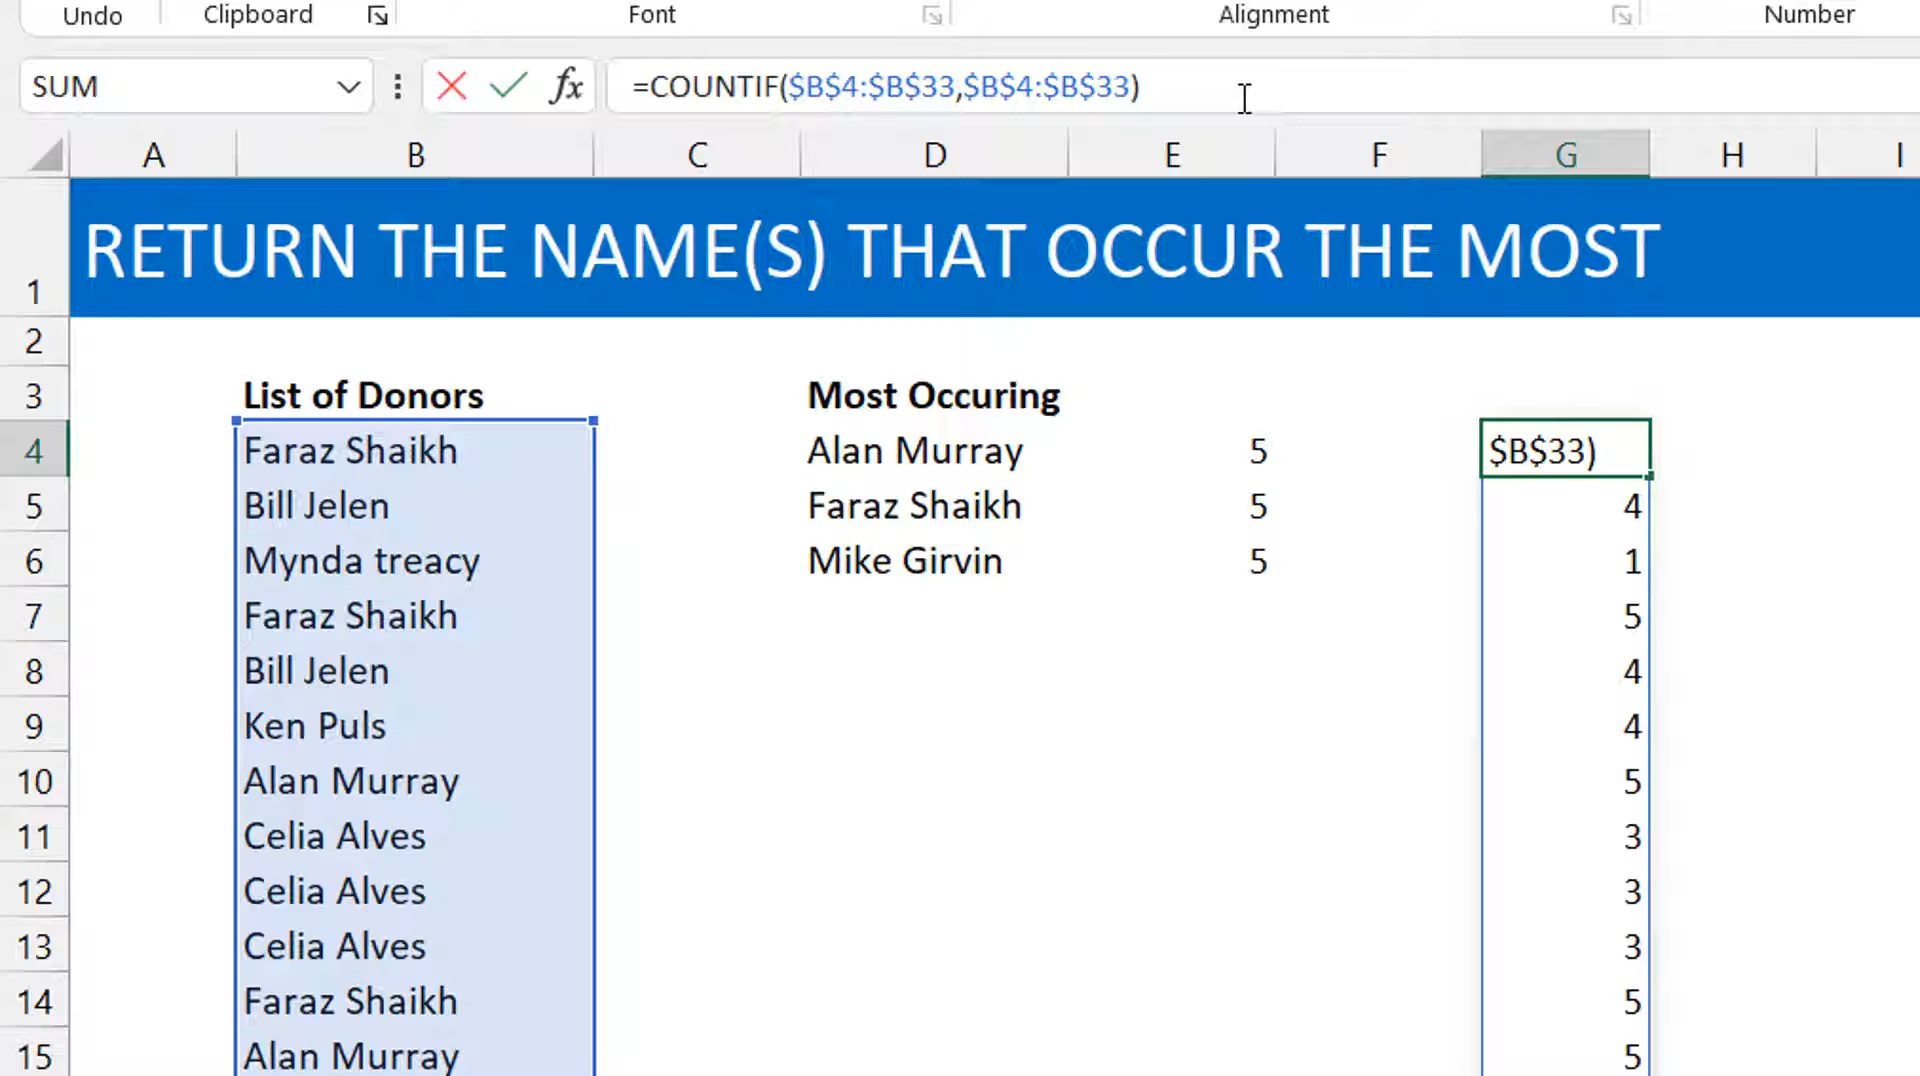 Undo Clipboard Font Alignment Number
SUM fx =COUNTIF($B$4:$B$33,$B$4:$B$33)
A B C D E F G H I
1 RETURN THE NAME(S) THAT OCCUR THE MOST
2
3 List of Donors Most Occuring
4 Faraz Shaikh Alan Murray 5 $B$33)
5 Bill Jelen Faraz Shaikh 5 4
6 Mynda treacy Mike Girvin 5 1
7 Faraz Shaikh 5
8 Bill Jelen 4
9 Ken Puls 4
10 Alan Murray 5
11 Celia Alves 3
12 Celia Alves 3
13 Celia Alves 3
14 Faraz Shaikh 5
15 Alan Murray 5